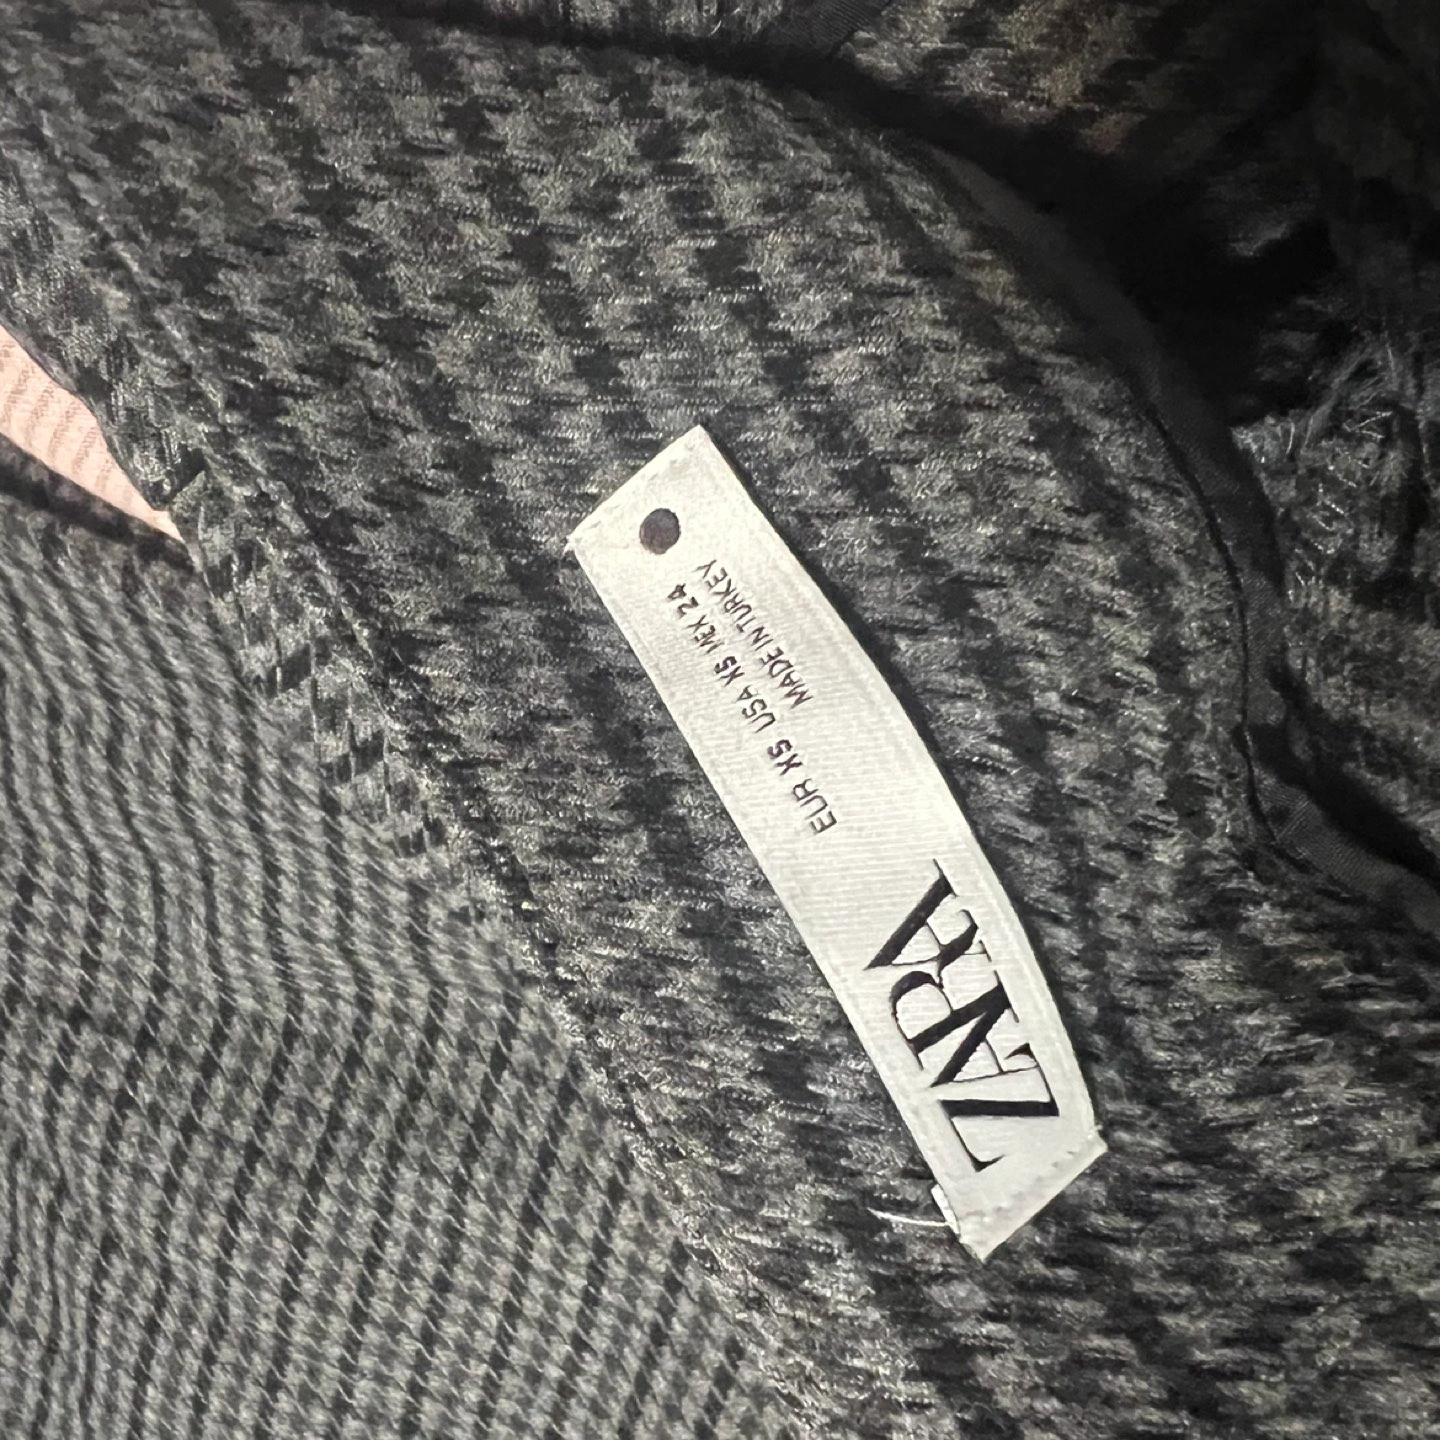 ZARA
EUR XS USA XS MEX 24
MADE IN TURKEY